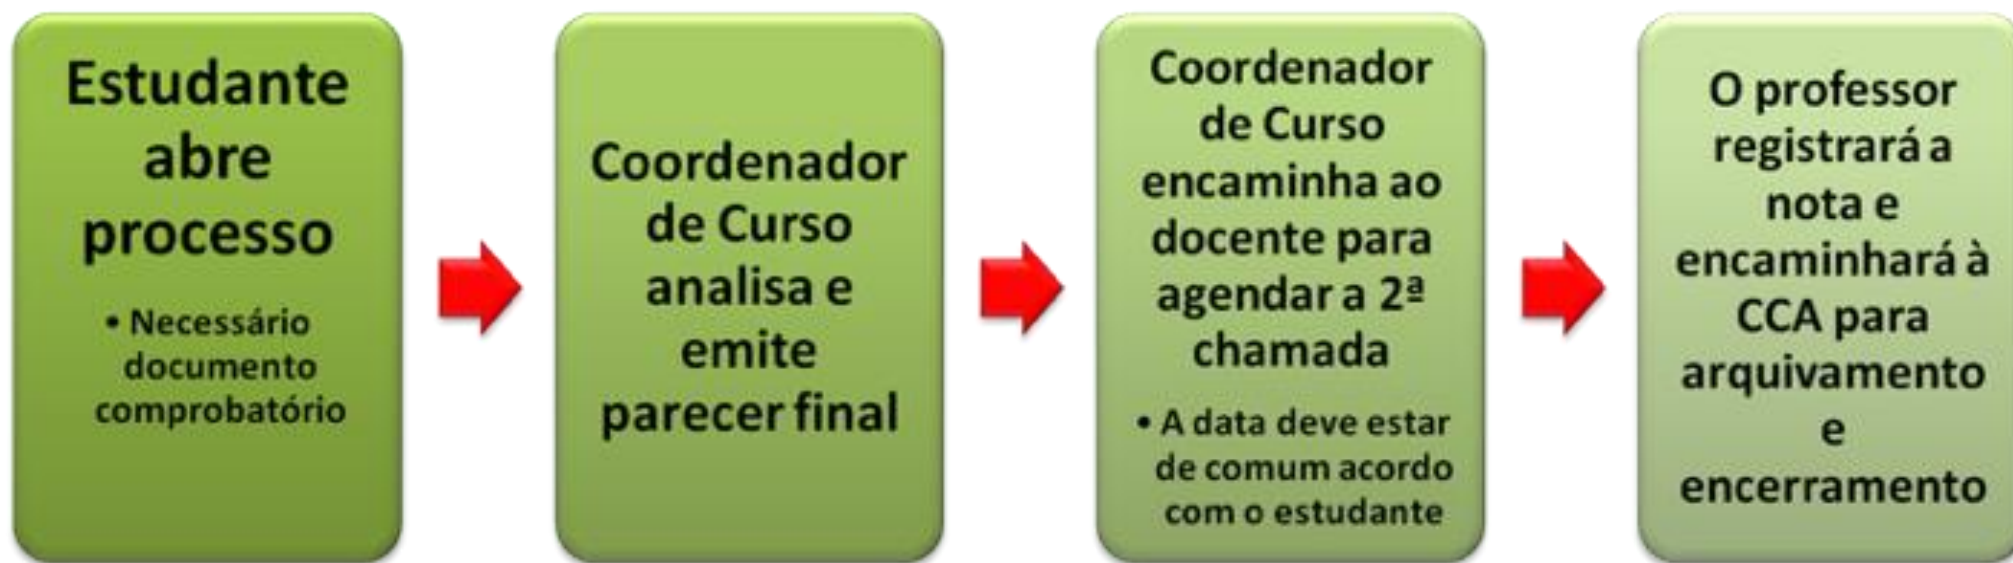 Estudante
abre
processo
• Necessário
documento
comprobatório
Coordenador
de Curso
analisa e
emite
parecer final
Coordenador
de Curso
encaminha ao
docente para
agendar a 2ª
chamada
• A data deve estar
de comum acordo
com o estudante
O professor
registrará a
nota e
encaminhará à
CCA para
arquivamento
e
encerramento